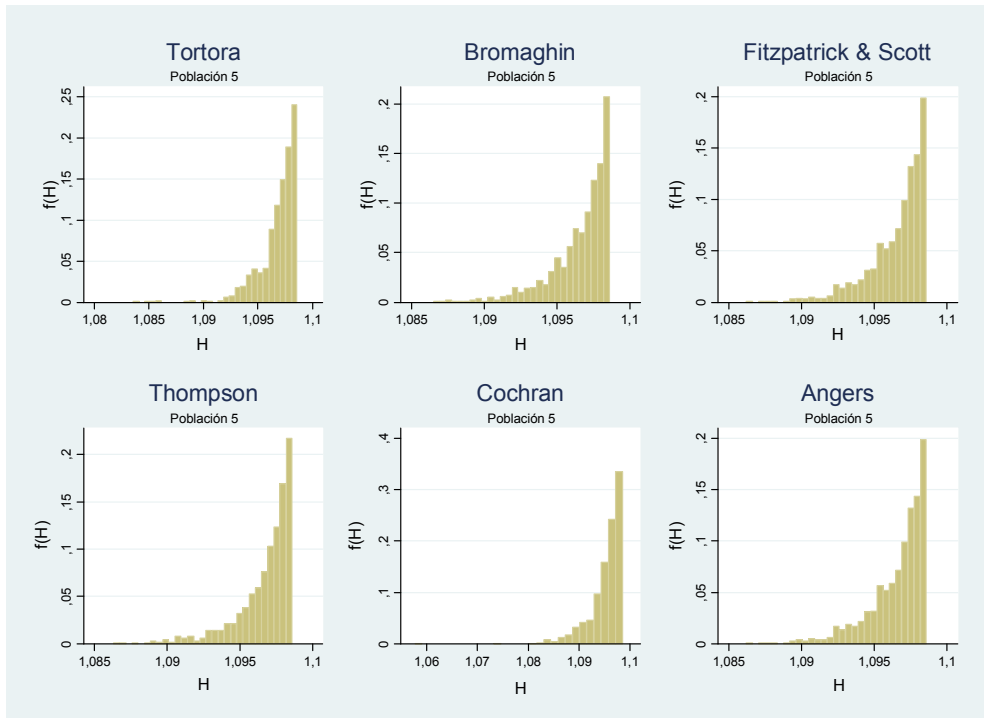 Tortora
Población 5
f(H)
,25
,2
,15
,1
,05
0
1,08 1,085 1,09 1,095 1,1
H
Bromaghin
Población 5
f(H)
,2
,15
,1
,05
0
1,085 1,09 1,095 1,1
H
Fitzpatrick & Scott
Población 5
f(H)
,2
,15
,1
,05
0
1,085 1,09 1,095 1,1
H
Thompson
Población 5
f(H)
,2
,15
,1
,05
0
1,085 1,09 1,095 1,1
H
Cochran
Población 5
f(H)
,4
,3
,2
,1
0
1,06 1,07 1,08 1,09 1,1
H
Angers
Población 5
f(H)
,2
,15
,1
,05
0
1,085 1,09 1,095 1,1
H